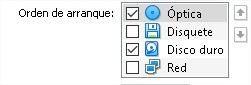 Orden de arranque:
Óptica
Disquete
Disco duro
Red